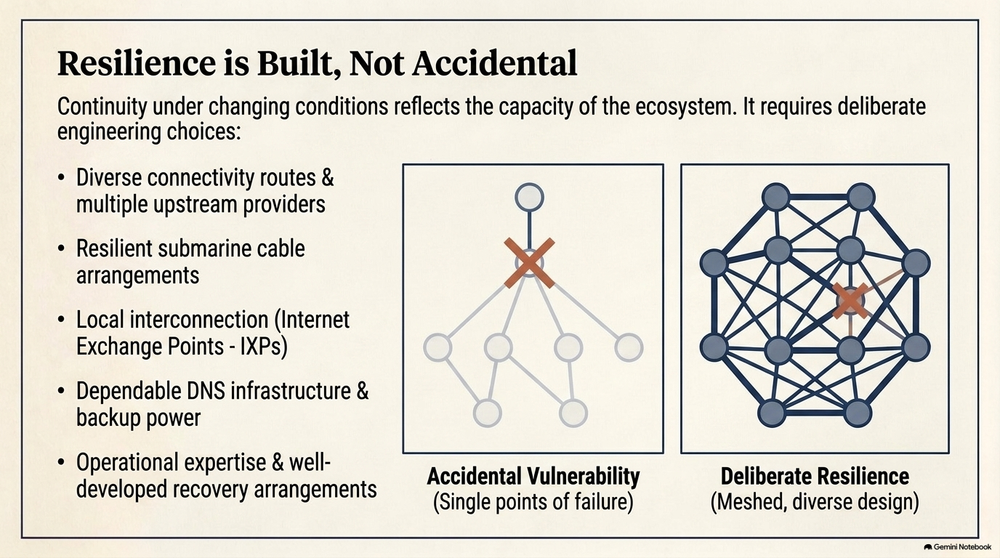 Resilience is Built, Not Accidental
Continuity under changing conditions reflects the capacity of the ecosystem. It requires deliberate
engineering choices:
• Diverse connectivity routes &
multiple upstream providers
• Resilient submarine cable
arrangements
• Local interconnection (Internet
Exchange Points - IXPs)
• Dependable DNS infrastructure &
backup power
• Operational expertise & well-
developed recovery arrangements
Accidental Vulnerability
(Single points of failure)
Deliberate Resilience
(Meshed, diverse design)
Gemini Notebook